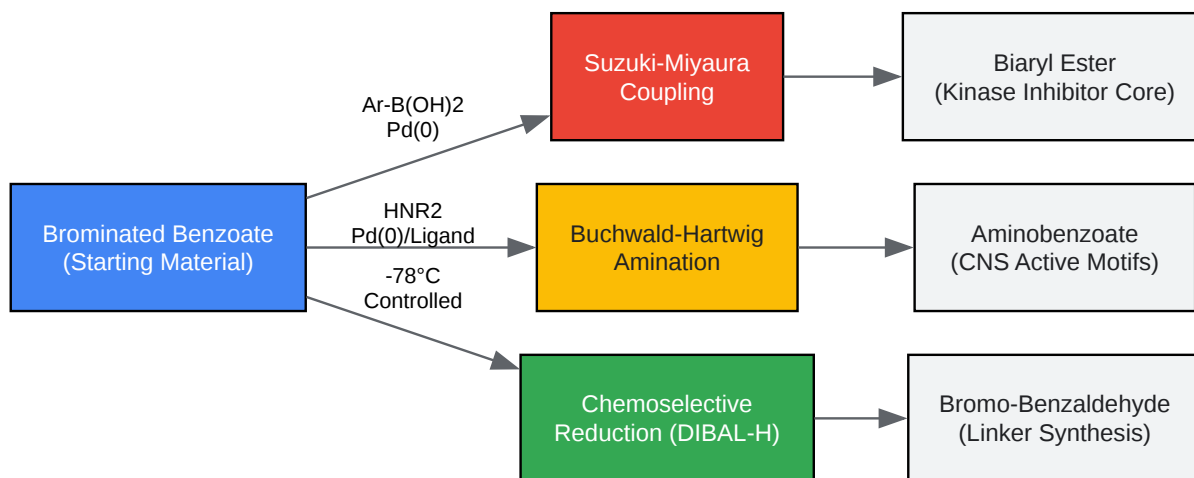 Suzuki-Miyaura
Coupling
Biaryl Ester
(Kinase Inhibitor Core)
Ar-B(OH)2
Pd(0)
Brominated Benzoate
(Starting Material)
HNR2
Pd(0)/Ligand
Buchwald-Hartwig
Amination
Aminobenzoate
(CNS Active Motifs)
-78°C
Controlled
Chemoselective
Reduction (DIBAL-H)
Bromo-Benzaldehyde
(Linker Synthesis)